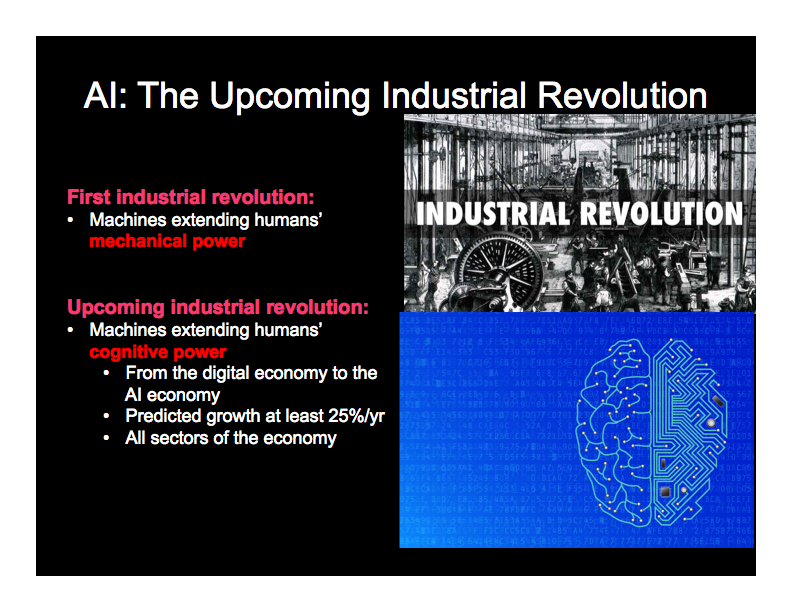 AI: The Upcoming Industrial Revolution
First industrial revolution:
• Machines extending humans’
mechanical power
INDUSTRIAL REVOLUTION
Upcoming industrial revolution:
• Machines extending humans’
cognitive power
• From the digital economy to the
AI economy
• Predicted growth at least 25%/yr
• All sectors of the economy